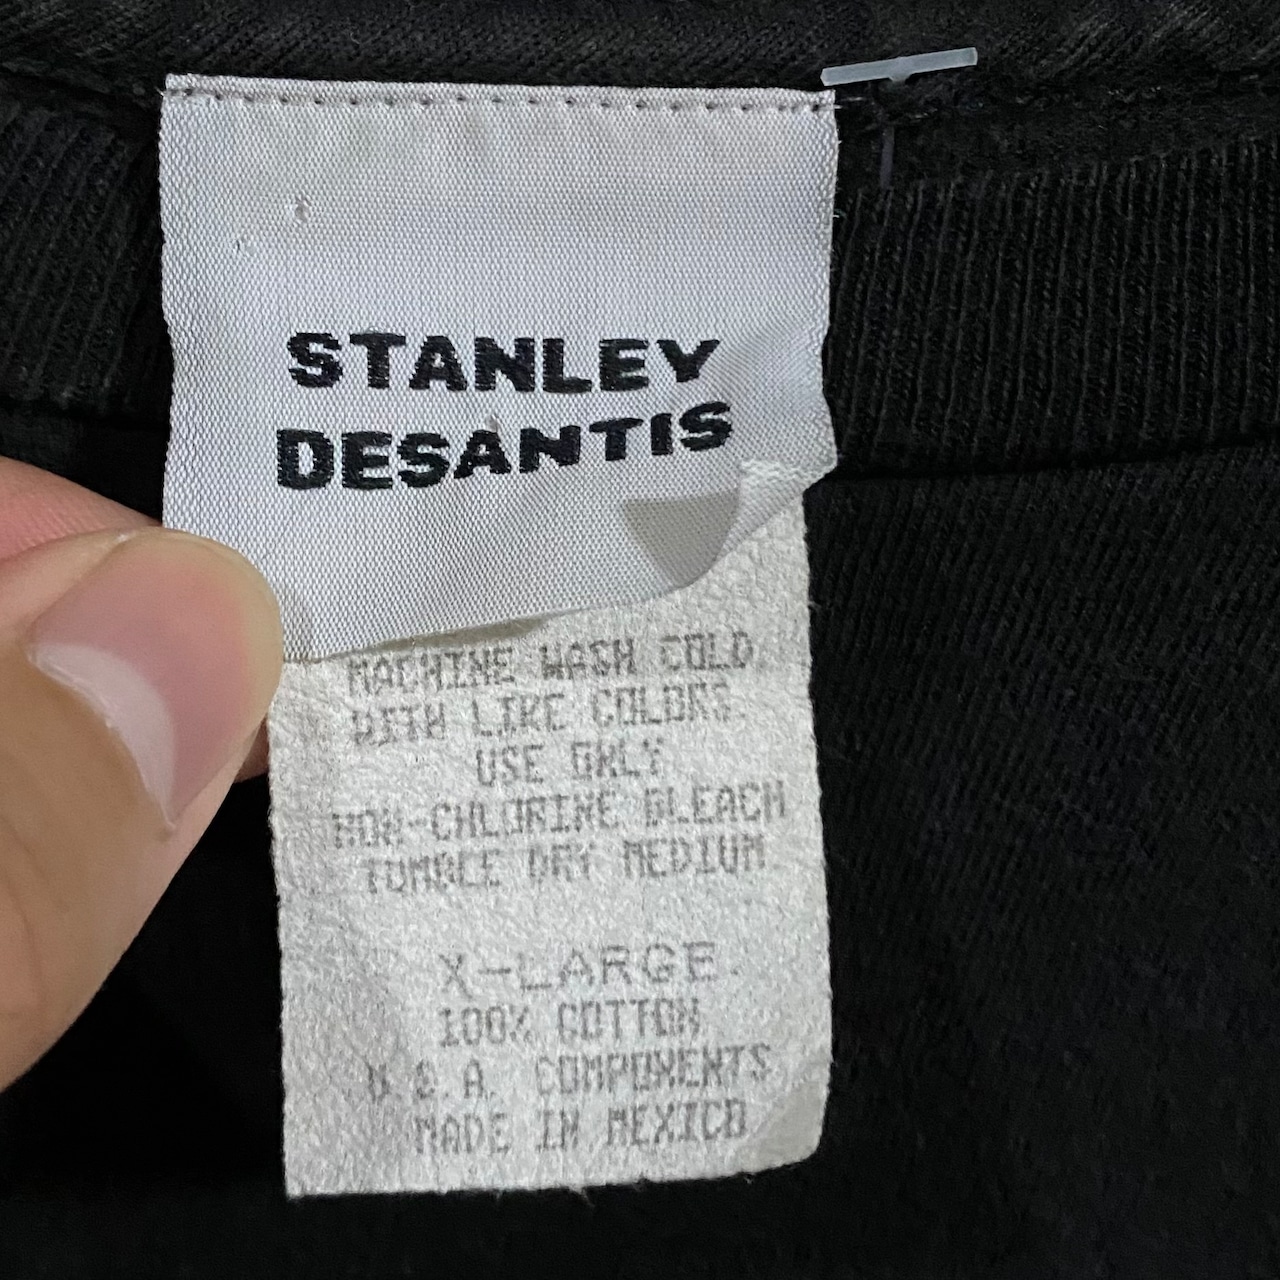 STANLEY
DESANTIS
MACHINE WASH COLD
WITH LIKE COLORS.
USE ONLY
NON-CHLORINE BLEACH
TUMBLE DRY MEDIUM
X-LARGE
100% COTTON
U.S.A. COMPONENTS
MADE IN MEXICO